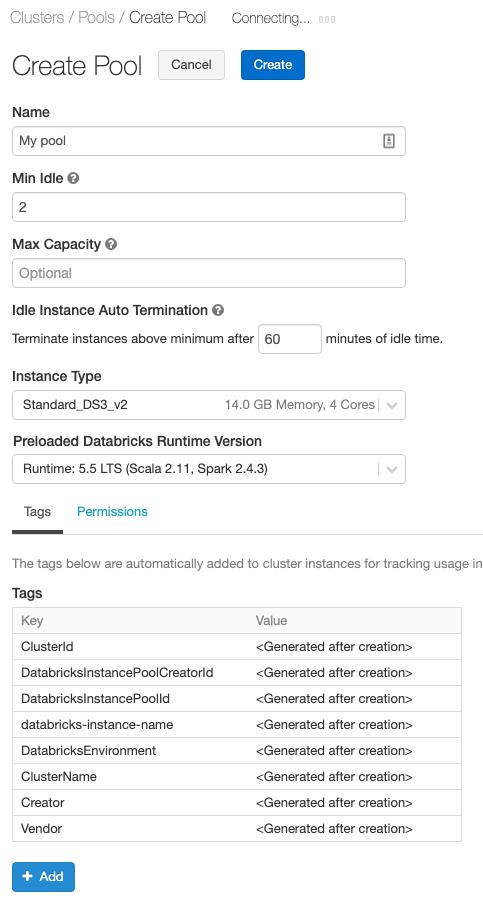 Clusters / Pools / Create Pool Connecting...
Create Pool Cancel Create
Name
My pool
Min Idle
2
Max Capacity
Optional
Idle Instance Auto Termination
Terminate instances above minimum after 60 minutes of idle time.
Instance Type
Standard_DS3_v2 14.0 GB Memory, 4 Cores
Preloaded Databricks Runtime Version
Runtime: 5.5 LTS (Scala 2.11, Spark 2.4.3)
Tags Permissions
The tags below are automatically added to cluster instances for tracking usage in
Tags
Key Value
ClusterId <Generated after creation>
DatabricksInstancePoolCreatorId <Generated after creation>
DatabricksInstancePoolId <Generated after creation>
databricks-instance-name <Generated after creation>
DatabricksEnvironment <Generated after creation>
ClusterName <Generated after creation>
Creator <Generated after creation>
Vendor <Generated after creation>
+ Add